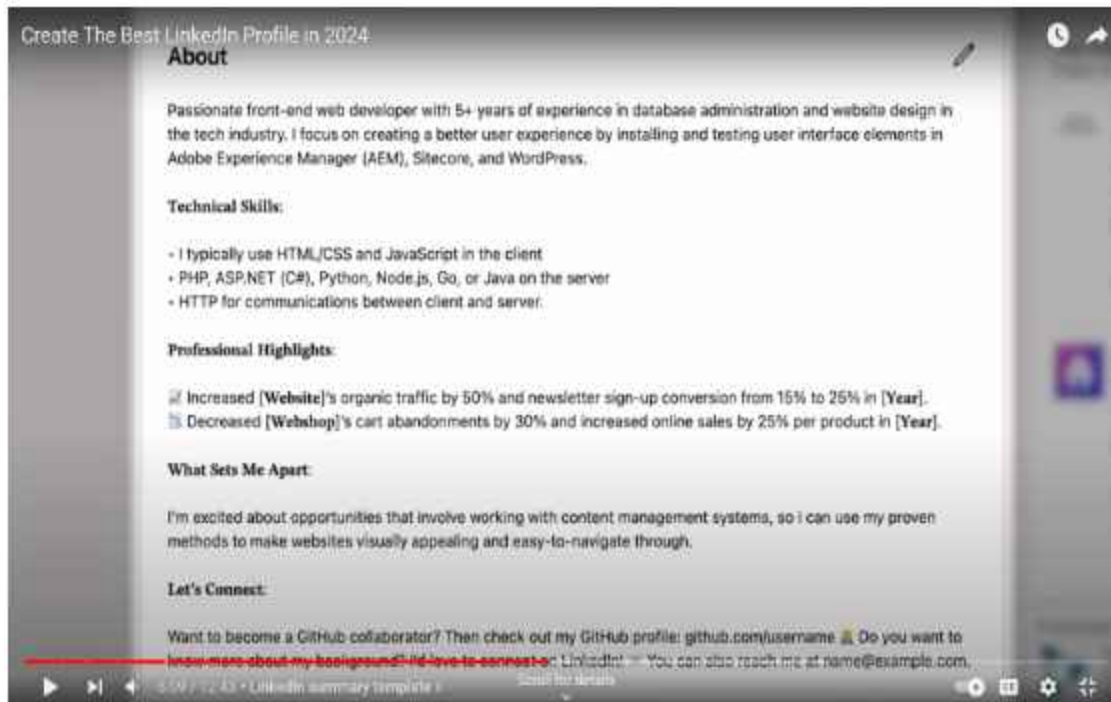 Create The Best LinkedIn Profile in 2024
About
Passionate front-end web developer with 5+ years of experience in database administration and website design in
the tech industry. I focus on creating a better user experience by installing and testing user interface elements in
Adobe Experience Manager (AEM), Sitecore, and WordPress.
Technical Skills:
• I typically use HTML/CSS and JavaScript in the client
• PHP, ASP.NET (C#), Python, Node.js, Go, or Java on the server
• HTTP for communications between client and server.
Professional Highlights:
Increased [Website]'s organic traffic by 50% and newsletter sign-up conversion from 15% to 25% in [Year].
Decreased [Webshop]'s cart abandonments by 30% and increased online sales by 25% per product in [Year].
What Sets Me Apart:
I'm excited about opportunities that involve working with content management systems, so i can use my proven
methods to make websites visually appealing and easy-to-navigate through.
Let's Connect:
Want to become a GitHub collaborator? Then check out my GitHub profile: github.com/username Do you want to
know more about my background? I'd love to connect on LinkedIn! You can also reach me at name@example.com.
/ 12:43 • LinkedIn summary template
Scroll for details